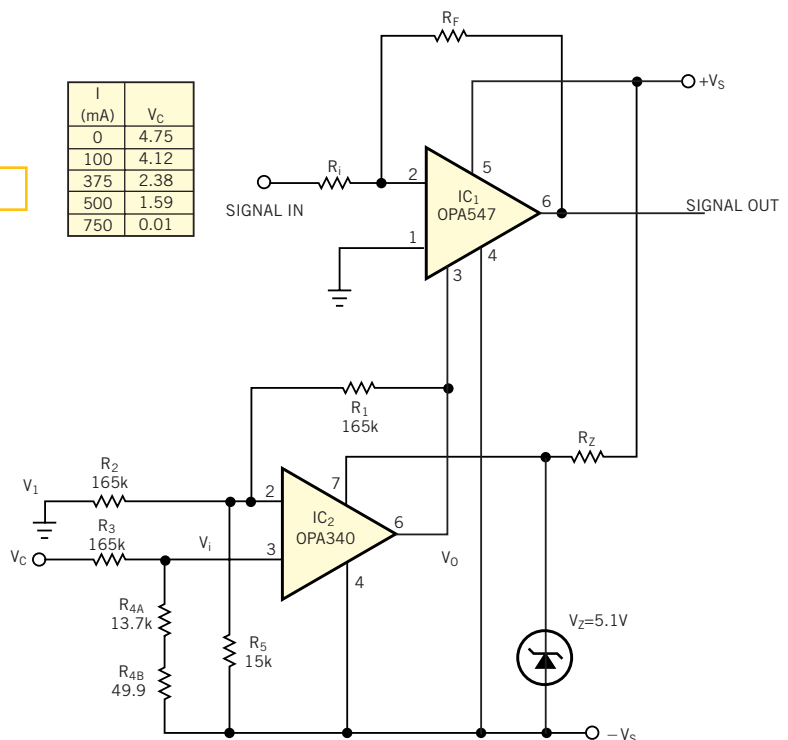 R_F
I (mA) V_C
0 4.75
100 4.12
375 2.38
500 1.59
750 0.01
+V_S
R_i
2
5
IC_1
OPA547
6
SIGNAL IN
SIGNAL OUT
1
4
3
R_1
165k
R_Z
R_2
165k
V_1
7
2
IC_2
OPA340
6
R_3
165k
V_C
V_i
3
V_O
4
R_4A
13.7k
V_Z=5.1V
R_5
15k
R_4B
49.9
–V_S